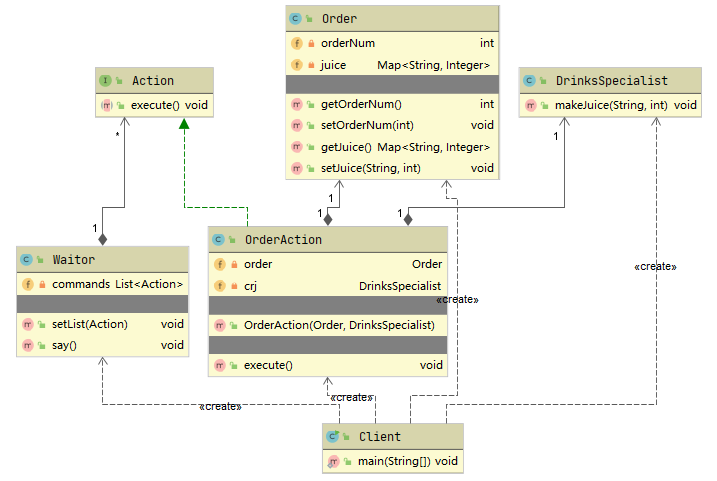 C Order
f orderNum int
f juice Map<String, Integer>
m getOrderNum() int
m setOrderNum(int) void
m getJuice() Map<String, Integer>
m setJuice(String, int) void
I Action
m execute() void
C DrinksSpecialist
m makeJuice(String, int) void
*
1
1
1
1
1
1
C Waitor
f commands List<Action>
m setList(Action) void
m say() void
C OrderAction
f order Order
f crj DrinksSpecialist
m OrderAction(Order, DrinksSpecialist)
m execute() void
«create»
«create»
«create»
«create»
C Client
m main(String[]) void